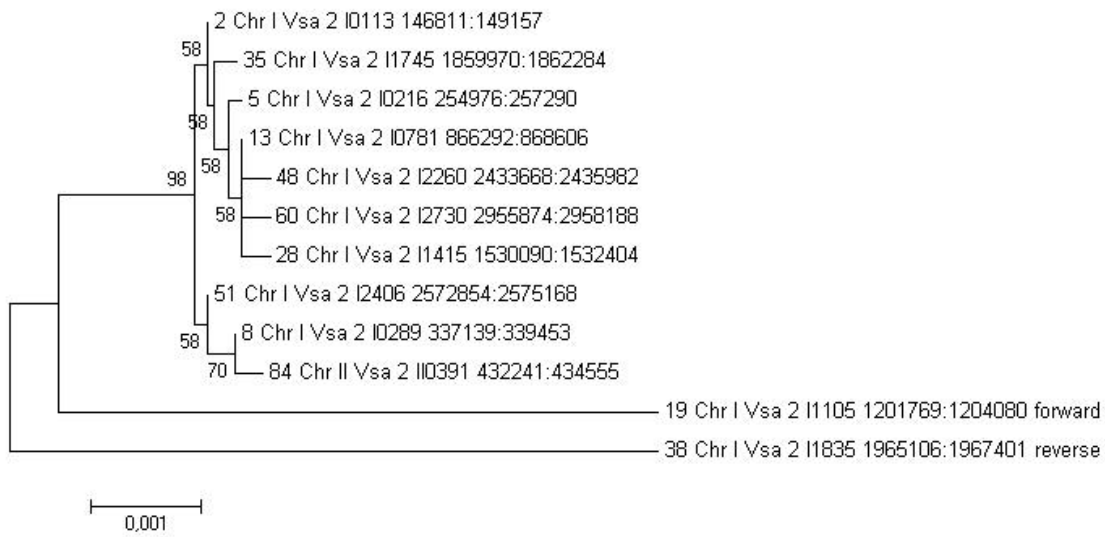 2 Chr I Vsa 2 I0113 146811:149157
58
35 Chr I Vsa 2 I1745 1859970:1862284
5 Chr I Vsa 2 I0216 254976:257290
58
13 Chr I Vsa 2 I0781 866292:868606
58
98
48 Chr I Vsa 2 I2260 2433668:2435982
58
60 Chr I Vsa 2 I2730 2955874:2958188
28 Chr I Vsa 2 I1415 1530090:1532404
51 Chr I Vsa 2 I2406 2572854:2575168
8 Chr I Vsa 2 I0289 337139:339453
58
70
84 Chr II Vsa 2 II0391 432241:434555
19 Chr I Vsa 2 I1105 1201769:1204080 forward
38 Chr I Vsa 2 I1835 1965106:1967401 reverse
0,001